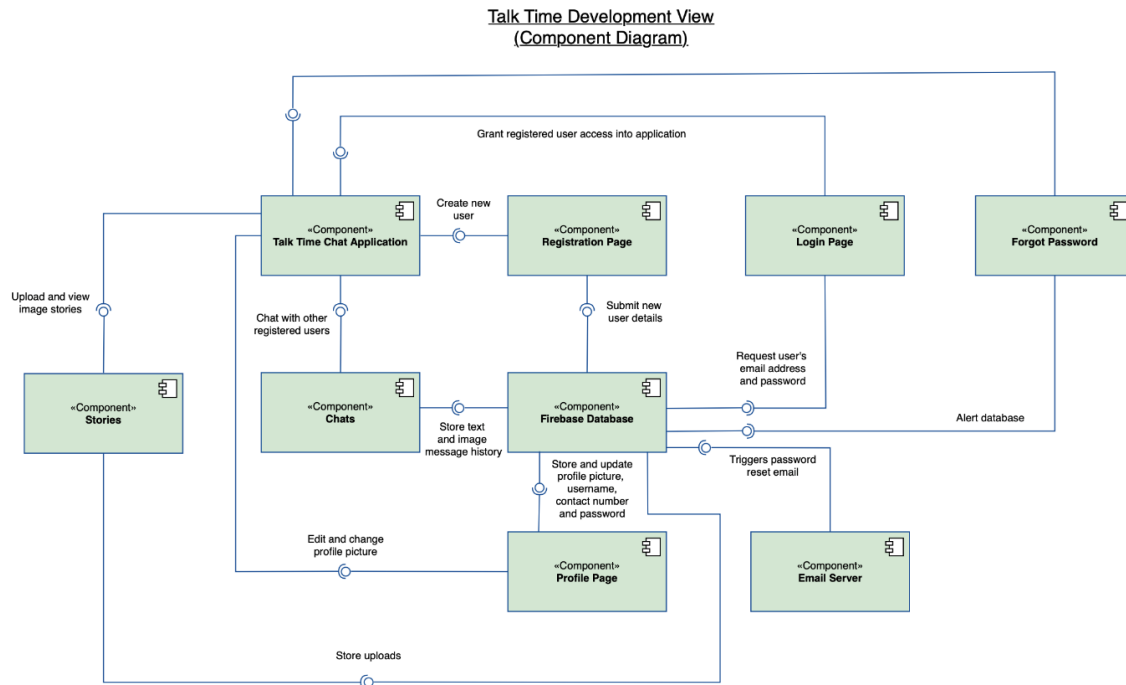 Talk Time Development View
(Component Diagram)
Grant registered user access into application
«Component»
Talk Time Chat Application
Create new
user
«Component»
Registration Page
«Component»
Login Page
«Component»
Forgot Password
Upload and view
image stories
Chat with other
registered users
Submit new
user details
Request user's
email address
and password
«Component»
Stories
«Component»
Chats
Store text
and image
message history
«Component»
Firebase Database
Alert database
Triggers password
reset email
Store and update
profile picture,
username,
contact number
and password
Edit and change
profile picture
«Component»
Profile Page
«Component»
Email Server
Store uploads